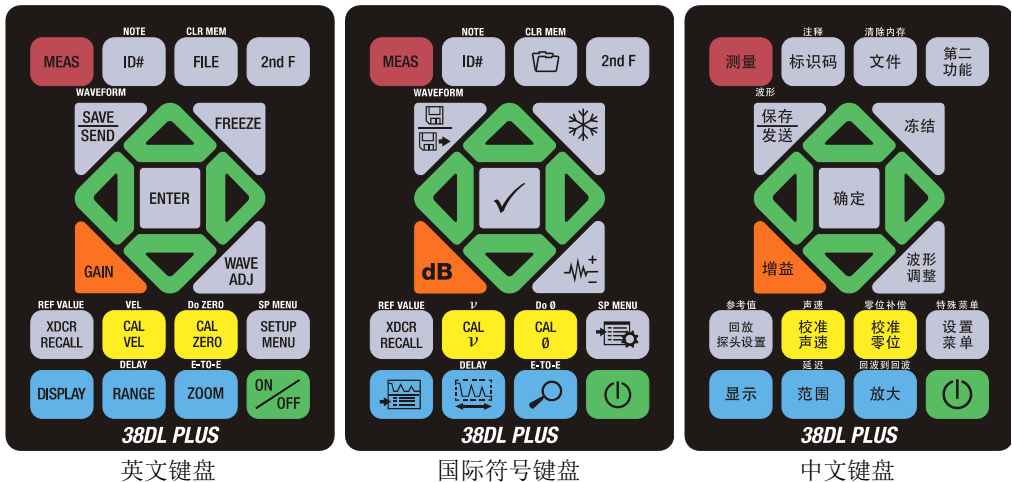 NOTE CLR MEM
MEAS ID# FILE 2nd F
WAVEFORM
SAVE
SEND
FREEZE
ENTER
GAIN
WAVE
ADJ
REF VALUE VEL Do ZERO SP MENU
XDCR
RECALL
CAL
VEL
CAL
ZERO
SETUP
MENU
DELAY E-TO-E
DISPLAY RANGE ZOOM ON/OFF
38DL PLUS
英文键盘
NOTE CLR MEM
MEAS ID# 2nd F
WAVEFORM
dB
REF VALUE ν Do Ø SP MENU
XDCR
RECALL
CAL
ν
CAL
Ø
DELAY E-TO-E
38DL PLUS
国际符号键盘
注释 清除内存
测量 标识码 文件 第二
功能
波形
保存
发送
冻结
确定
增益
波形
调整
参考值 声速 零位补偿 特殊菜单
回放
探头设置
校准
声速
校准
零位
设置
菜单
延迟 回波到回波
显示 范围 放大
38DL PLUS
中文键盘